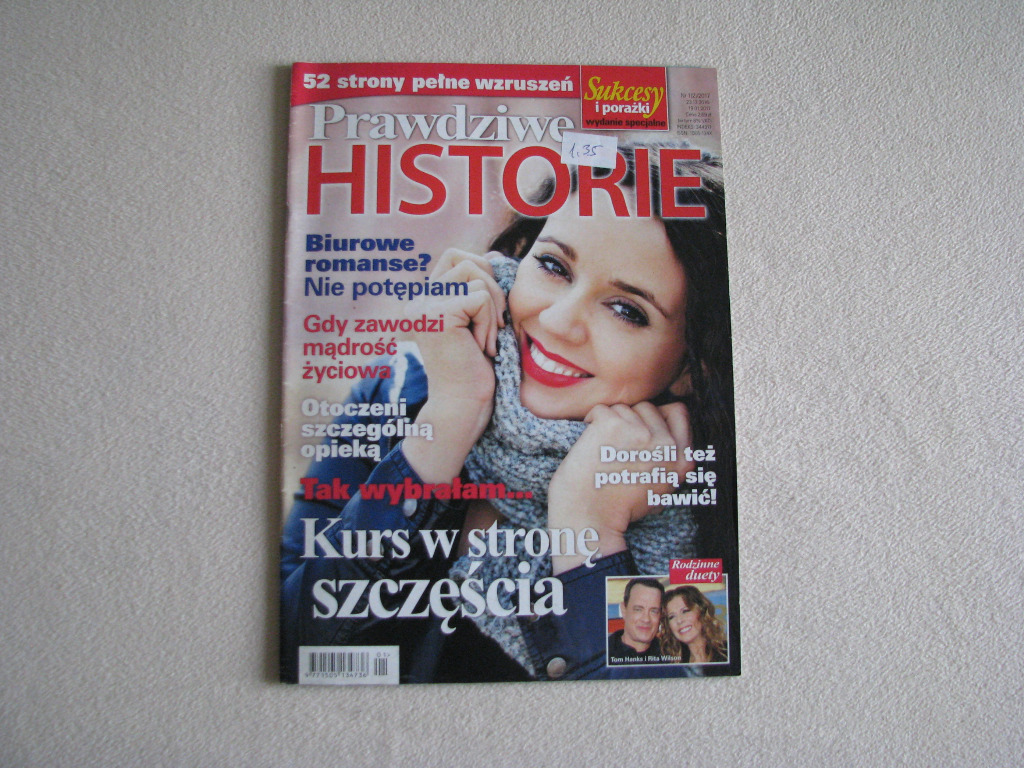 52 strony pełne wzruszeń
Sukcesy
i porażki
wydanie specjalne
Prawdziwe
HISTORIE
1,35
Biurowe
romanse?
Nie potępiam
Gdy zawodzi
mądrość
życiowa
Otoczeni
szczególną
opieką
Dorośli też
potrafią się
bawić!
Tak wybrałam...
Kurs w stronę
szczęścia
Rodzinne
duety
Tom Hanks i Rita Wilson